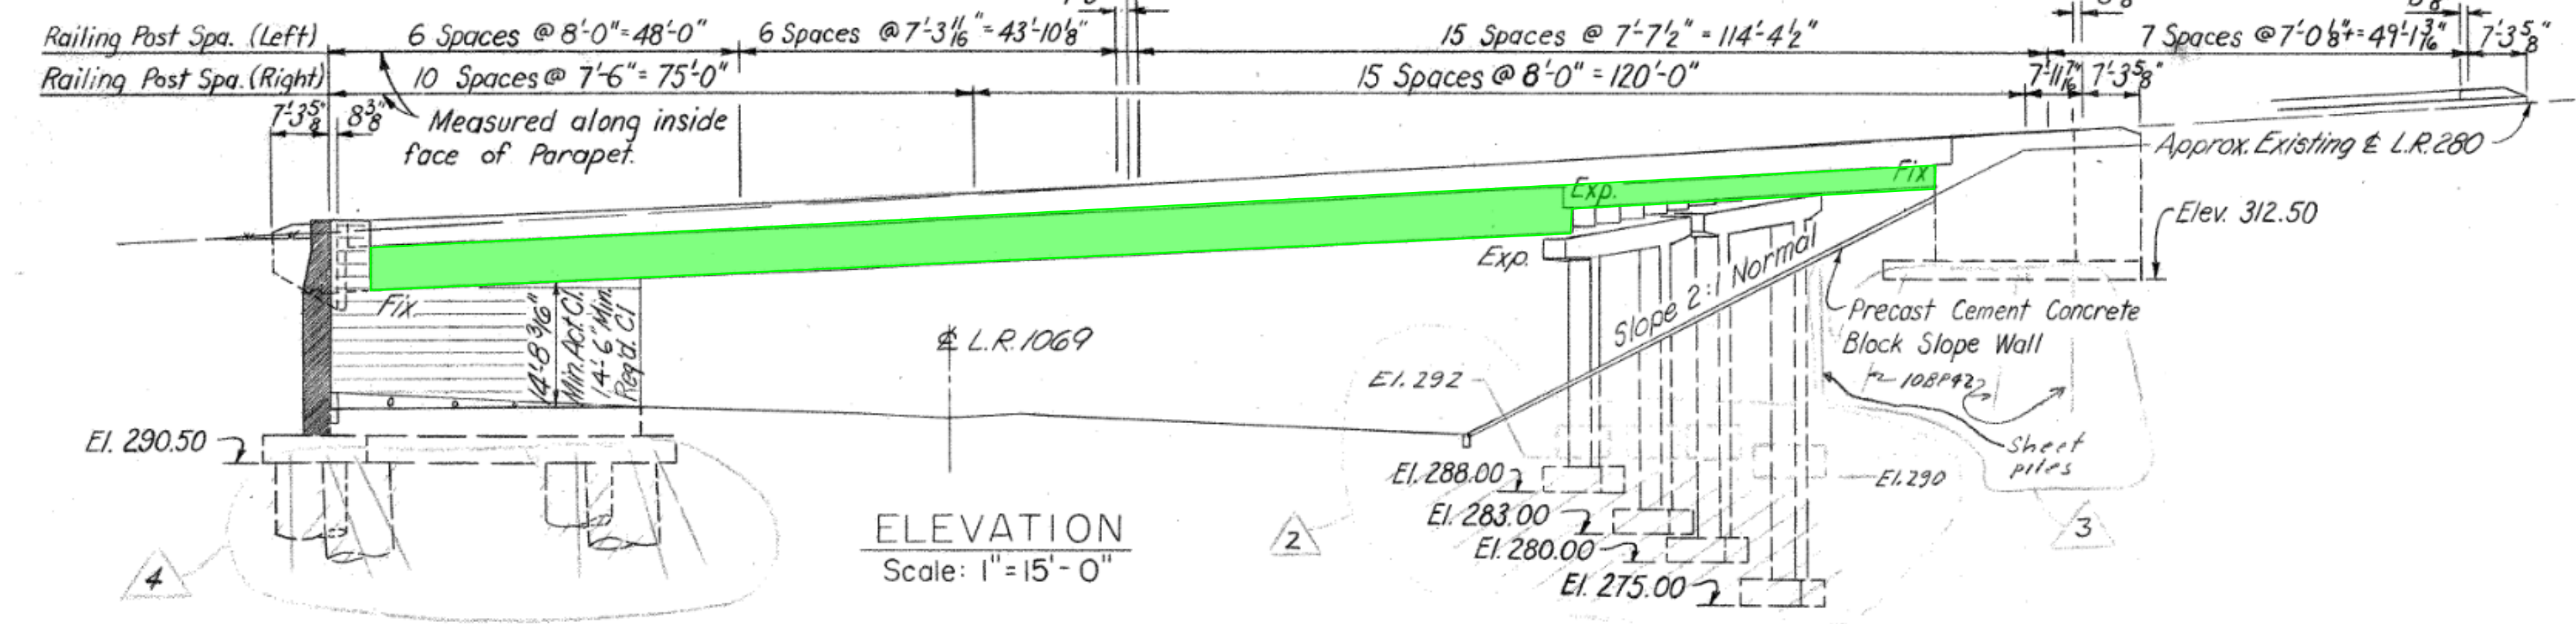 Railing Post Spa. (Left) 6 Spaces @ 8'-0"=48'-0" 6 Spaces @ 7'-3 11/16"=43'-10 1/8" 15 Spaces @ 7'-7½" = 114'-4½" 7 Spaces @ 7'-0 1/8"±=49'-1 3/16" 7'-3 5/8"
Railing Post Spa. (Right) 10 Spaces @ 7'-6"= 75'-0" 15 Spaces @ 8'-0" = 120'-0" 7'-11 7/16" 7'-3 5/8"
7'-3 5/8" 8 3/8"
Measured along inside
face of Parapet.
Approx. Existing ℄ L.R. 280
Fix
Exp.
Elev. 312.50
Exp.
Fix
Slope 2:1 Normal
14'-8 3/16"
Min. Act. Cl.
14'-6" Min.
Req'd. Cl
℄ L.R. 1069
Precast Cement Concrete
Block Slope Wall
10BP42
El. 292
El. 290.50
Sheet
piles
El. 288.00
El. 290
El. 283.00
El. 280.00
El. 275.00
ELEVATION
Scale: 1"=15'-0"
2
3
4